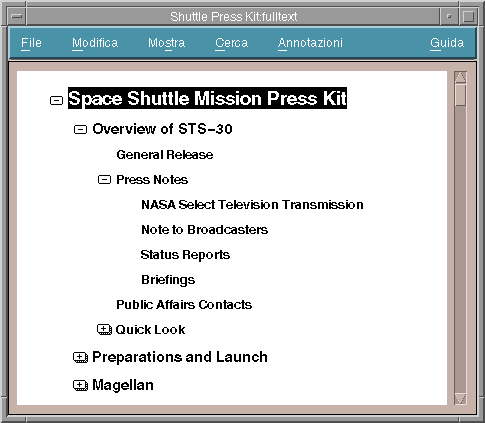 Shuttle Press Kit:fulltext
File Modifica Mostra Cerca Annotazioni Guida
Space Shuttle Mission Press Kit
Overview of STS-30
General Release
Press Notes
NASA Select Television Transmission
Note to Broadcasters
Status Reports
Briefings
Public Affairs Contacts
Quick Look
Preparations and Launch
Magellan